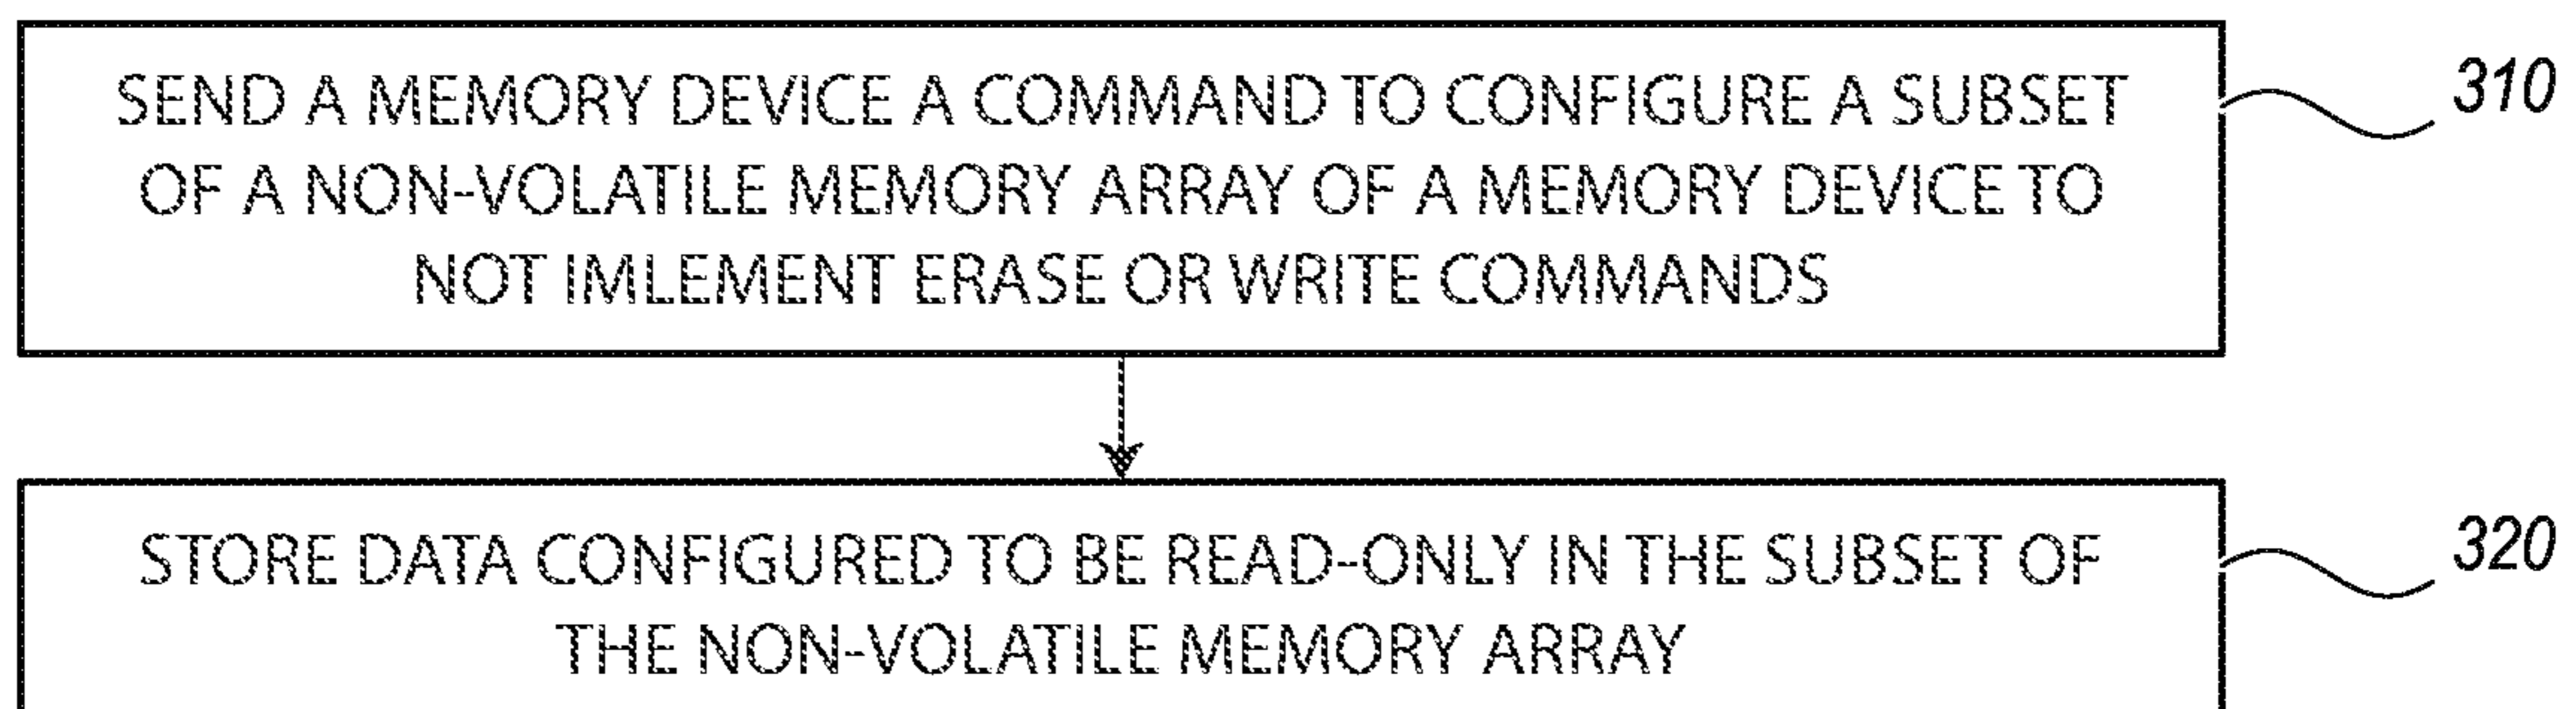 SEND A MEMORY DEVICE A COMMAND TO CONFIGURE A SUBSET
OF A NON-VOLATILE MEMORY ARRAY OF A MEMORY DEVICE TO
NOT IMLEMENT ERASE OR WRITE COMMANDS
310
STORE DATA CONFIGURED TO BE READ-ONLY IN THE SUBSET OF
THE NON-VOLATILE MEMORY ARRAY
320